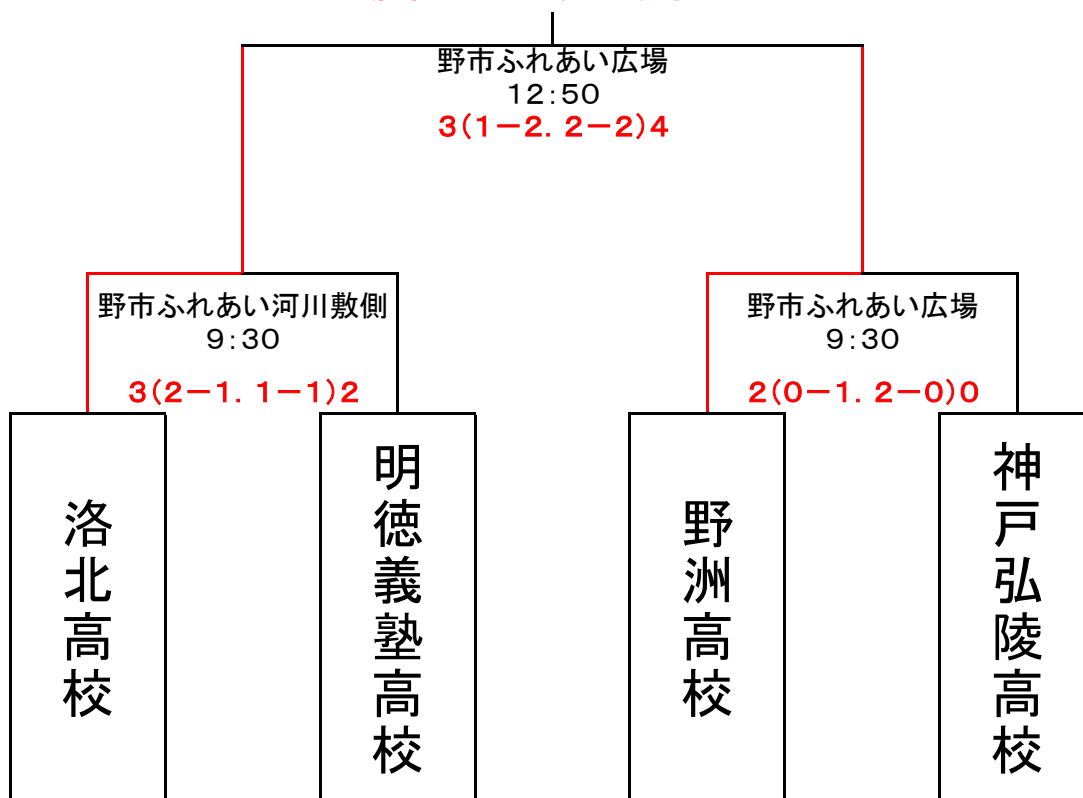 野市ふれあい広場
12:50
3(1-2. 2-2)4
野市ふれあい河川敷側
9:30
3(2-1. 1-1)2
野市ふれあい広場
9:30
2(0-1. 2-0)0
洛北高校
明徳義塾高校
野洲高校
神戸弘陵高校